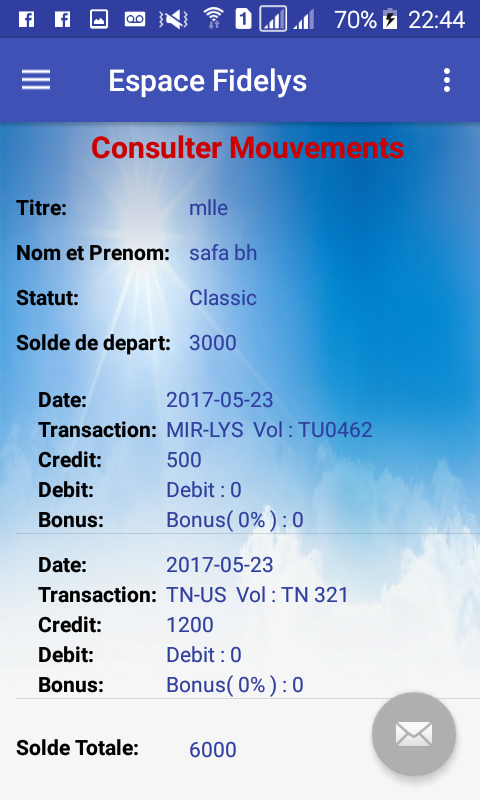 70% 22:44
Espace Fidelys
Consulter Mouvements
Titre: mlle
Nom et Prenom: safa bh
Statut: Classic
Solde de depart: 3000
Date: 2017-05-23
Transaction: MIR-LYS Vol : TU0462
Credit: 500
Debit: Debit : 0
Bonus: Bonus( 0% ) : 0
Date: 2017-05-23
Transaction: TN-US Vol : TN 321
Credit: 1200
Debit: Debit : 0
Bonus: Bonus( 0% ) : 0
Solde Totale: 6000